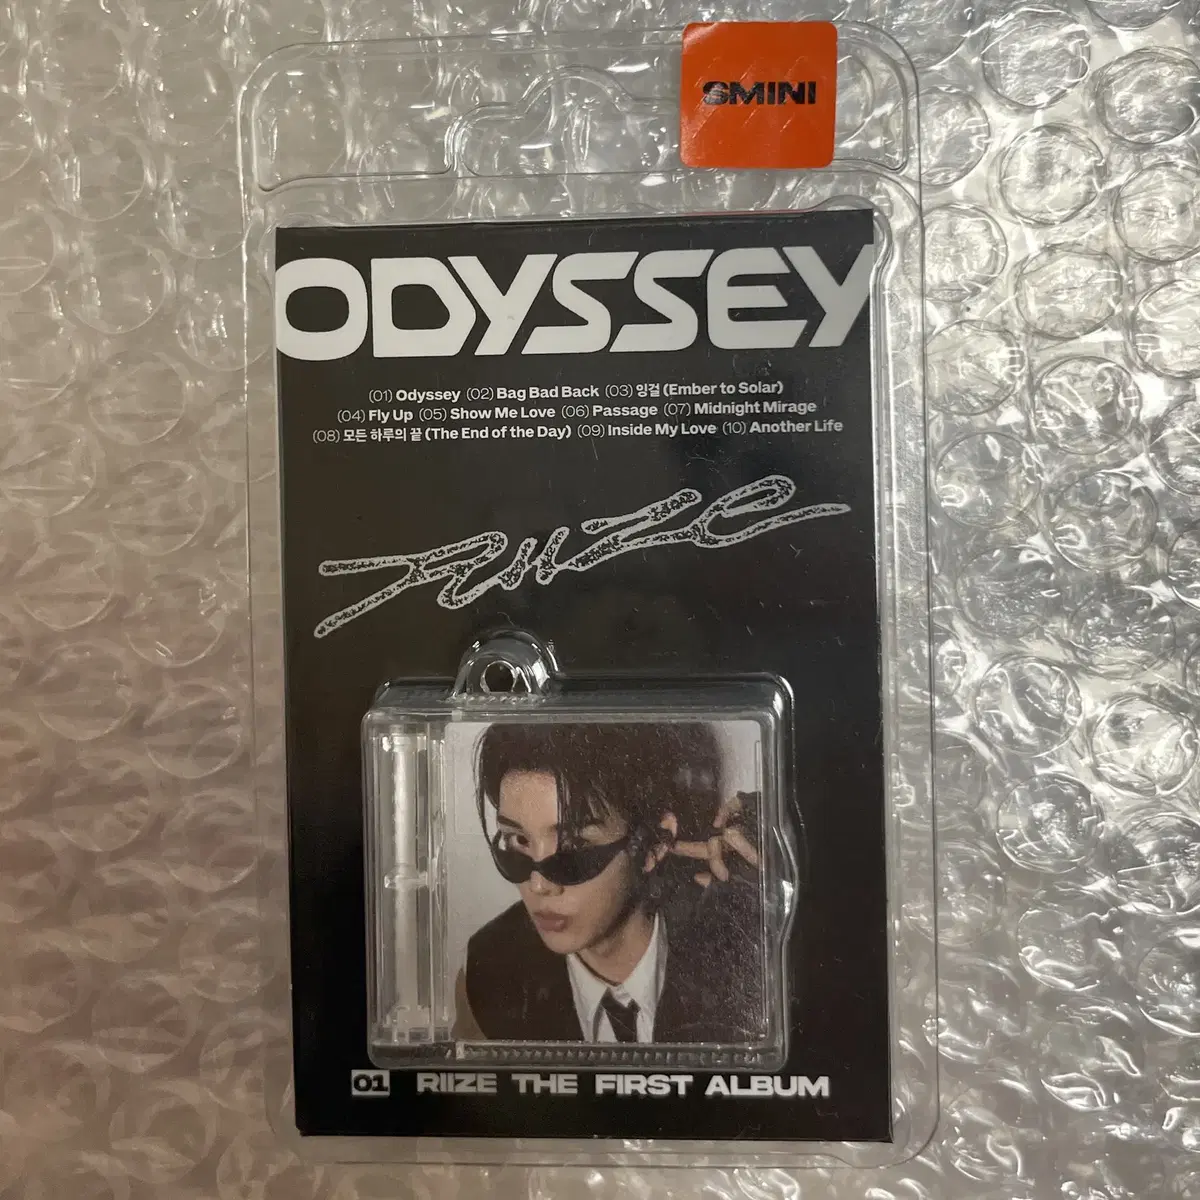 SMINI
ODYSSEY
(01) Odyssey (02) Bag Bad Back (03) 잉걸 (Ember to Solar)
(04) Fly Up (05) Show Me Love (06) Passage (07) Midnight Mirage
(08) 모든 하루의 끝 (The End of the Day) (09) Inside My Love (10) Another Life
RIIZE
01 RIIZE THE FIRST ALBUM